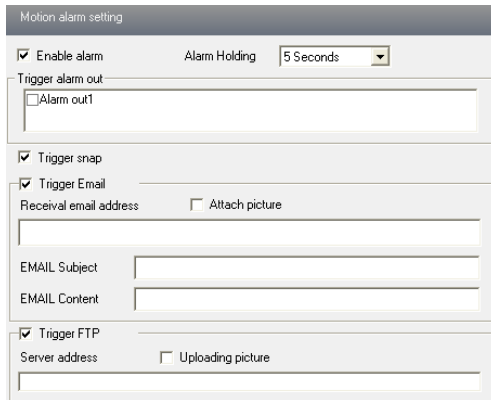 Motion alarm setting
Enable alarm Alarm Holding 5 Seconds
Trigger alarm out
Alarm out1
Trigger snap
Trigger Email
Receival email address Attach picture
EMAIL Subject
EMAIL Content
Trigger FTP
Server address Uploading picture